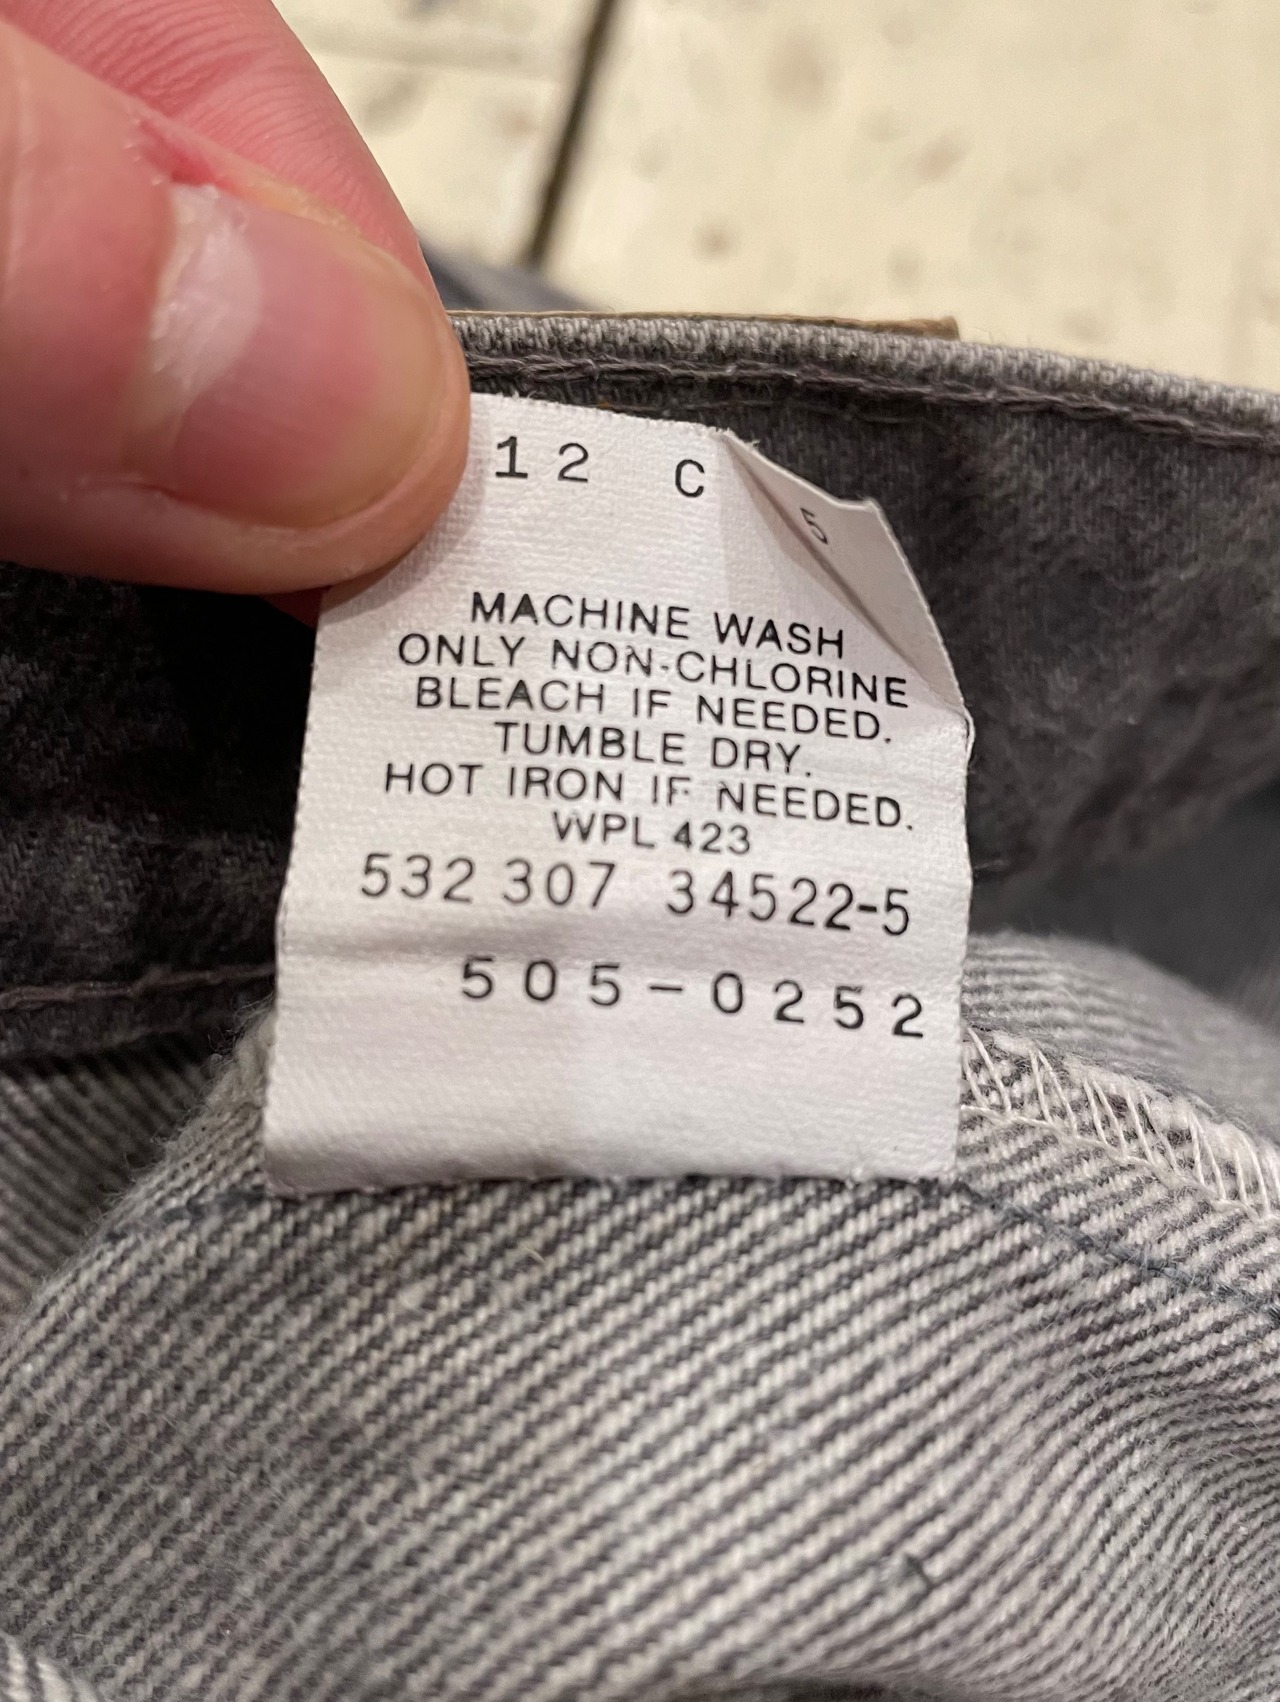 12 C 5
MACHINE WASH
ONLY NON-CHLORINE
BLEACH IF NEEDED.
TUMBLE DRY.
HOT IRON IF NEEDED.
WPL 423
532 307 34522-5
505-0252